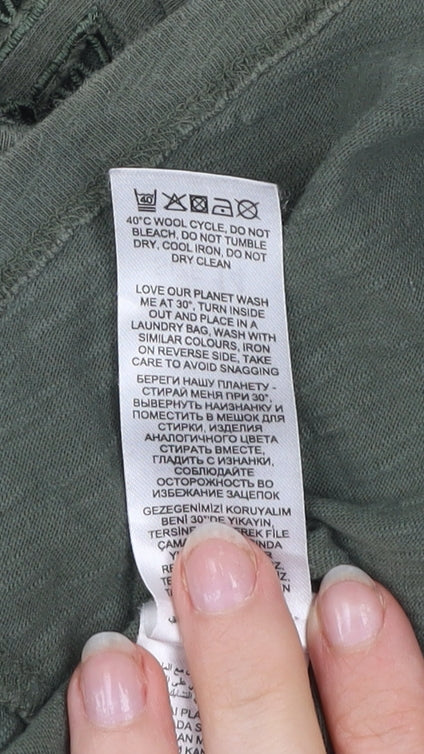 40
40°C WOOL CYCLE, DO NOT
BLEACH, DO NOT TUMBLE
DRY, COOL IRON, DO NOT
DRY CLEAN
LOVE OUR PLANET WASH
ME AT 30°, TURN INSIDE
OUT AND PLACE IN A
LAUNDRY BAG, WASH WITH
SIMILAR COLOURS, IRON
ON REVERSE SIDE, TAKE
CARE TO AVOID SNAGGING
БЕРЕГИ НАШУ ПЛАНЕТУ -
СТИРАЙ МЕНЯ ПРИ 30°,
ВЫВЕРНУТЬ НАИЗНАНКУ И
ПОМЕСТИТЬ В МЕШОК ДЛЯ
СТИРКИ, ИЗДЕЛИЯ
АНАЛОГИЧНОГО ЦВЕТА
СТИРАТЬ ВМЕСТЕ,
ГЛАДИТЬ С ИЗНАНКИ,
СОБЛЮДАЙТЕ
ОСТОРОЖНОСТЬ ВО
ИЗБЕЖАНИЕ ЗАЦЕПОК
GEZEGENIMIZI KORUYALIM
BENİ 30°'DE YIKAYIN,
FILE